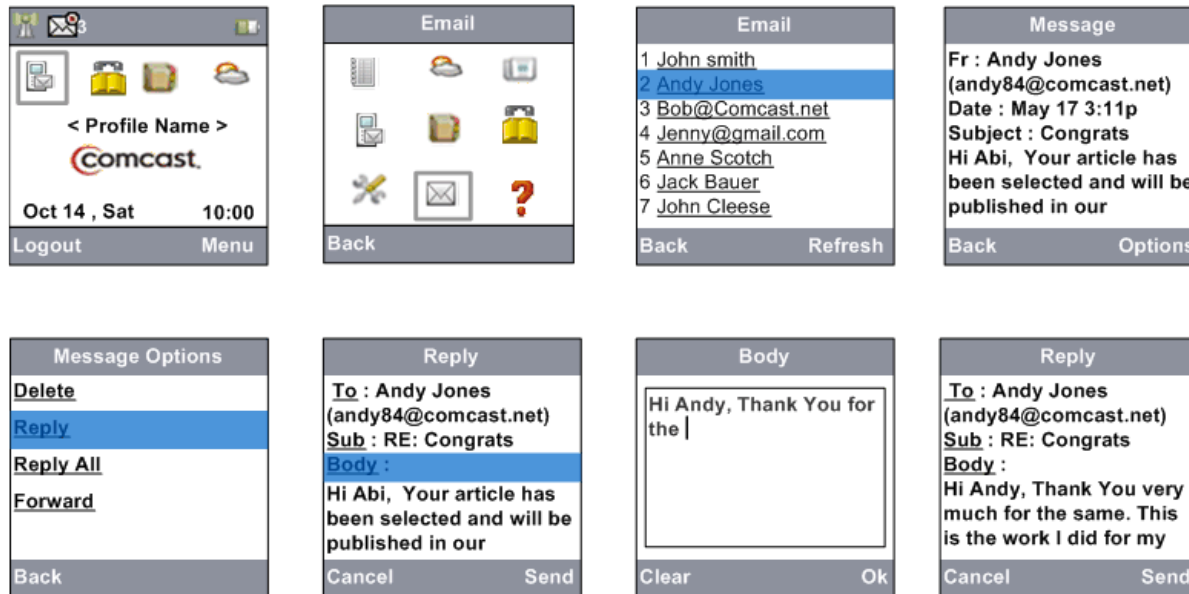 3
< Profile Name >
comcast.
Oct 14 , Sat 10:00
Logout Menu
Email
Back
Email
1 John smith
2 Andy Jones
3 Bob@Comcast.net
4 Jenny@gmail.com
5 Anne Scotch
6 Jack Bauer
7 John Cleese
Back Refresh
Message
Fr : Andy Jones
(andy84@comcast.net)
Date : May 17 3:11p
Subject : Congrats
Hi Abi, Your article has
been selected and will be
published in our
Back Options
Message Options
Delete
Reply
Reply All
Forward
Back
Reply
To : Andy Jones
(andy84@comcast.net)
Sub : RE: Congrats
Body :
Hi Abi, Your article has
been selected and will be
published in our
Cancel Send
Body
Hi Andy, Thank You for
the
Clear Ok
Reply
To : Andy Jones
(andy84@comcast.net)
Sub : RE: Congrats
Body :
Hi Andy, Thank You very
much for the same. This
is the work I did for my
Cancel Send